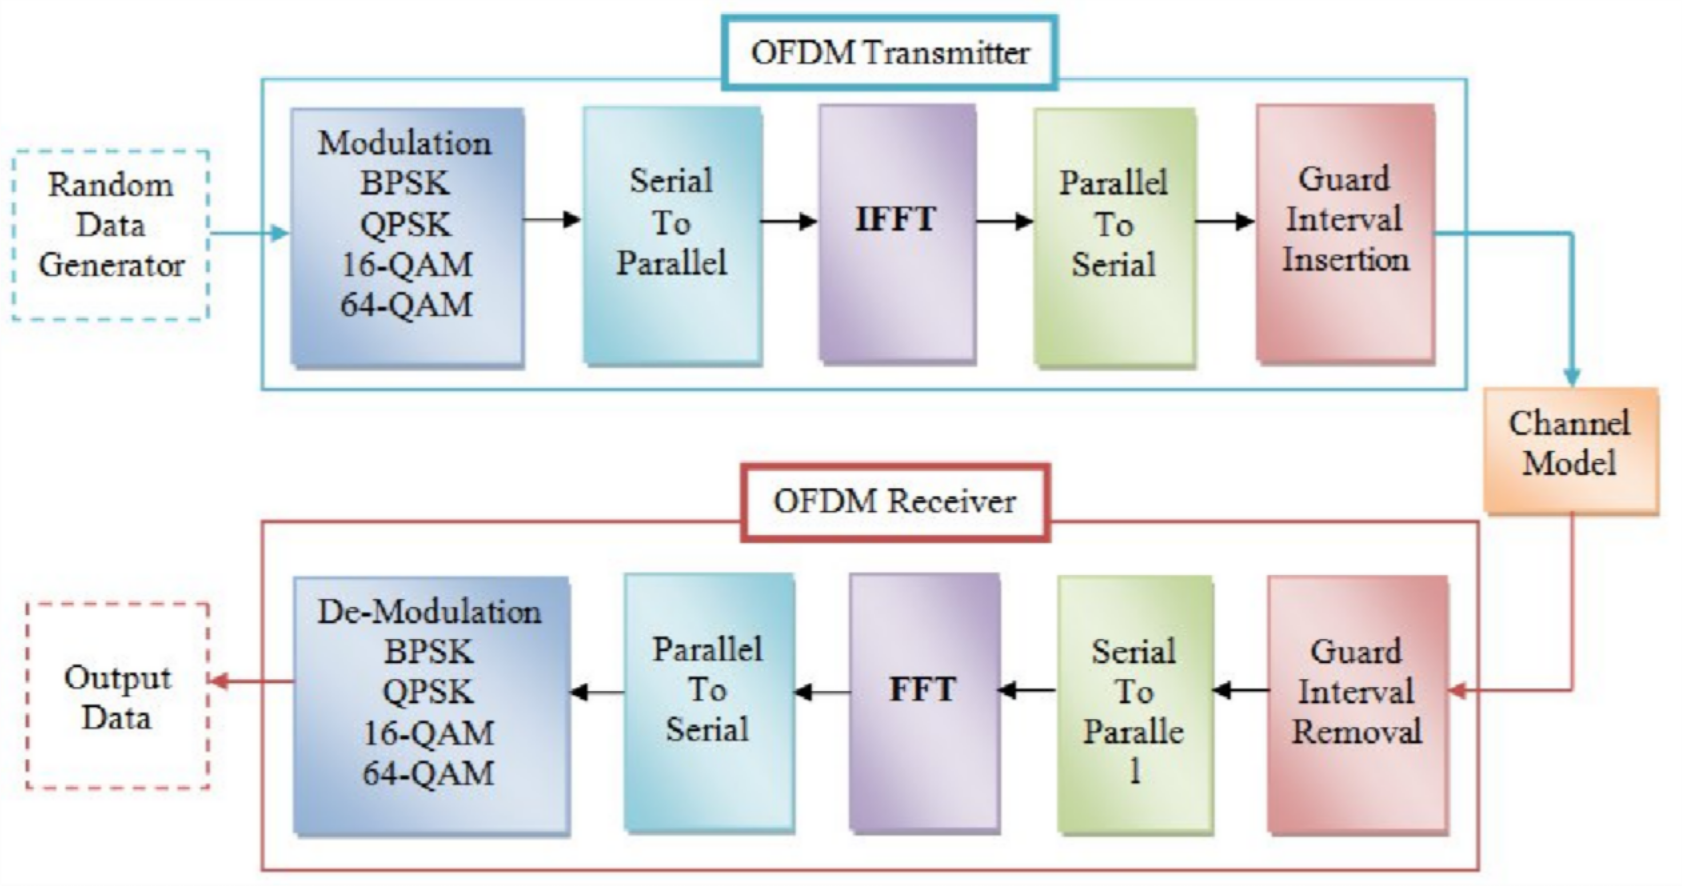 OFDM Transmitter
Random
Data
Generator
Modulation
BPSK
QPSK
16-QAM
64-QAM
Serial
To
Parallel
IFFT
Parallel
To
Serial
Guard
Interval
Insertion
Channel
Model
OFDM Receiver
Output
Data
De-Modulation
BPSK
QPSK
16-QAM
64-QAM
Parallel
To
Serial
FFT
Serial
To
Paralle
l
Guard
Interval
Removal